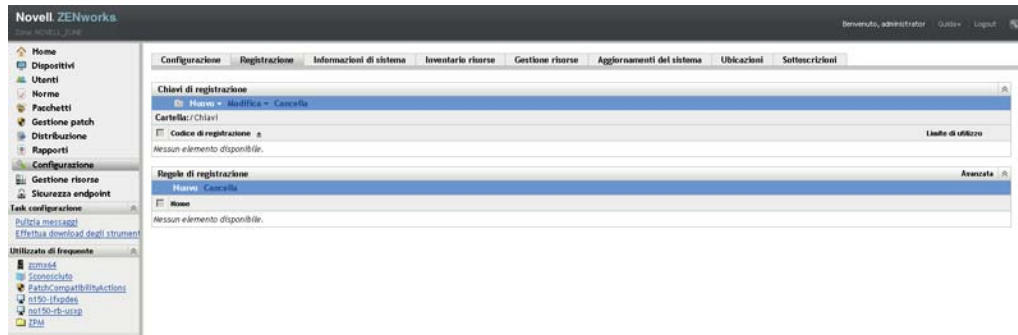 Novell. ZENworks
Zona: NOVELL_ZONE
Benvenuto, administrator Guida Logout
Home
Dispositivi
Utenti
Norme
Pacchetti
Gestione patch
Distribuzione
Rapporti
Configurazione
Gestione risorse
Sicurezza endpoint
Task configurazione
Pulizia messaggi
Effettua download degli strument
Utilizzato di frequente
zcmx64
Sconosciuto
PatchCompatibilityActions
ZPM
Configurazione Registrazione Informazioni di sistema Inventario risorse Gestione risorse Aggiornamenti del sistema Ubicazioni Sottoscrizioni
Chiavi di registrazione
Nuovo Modifica Cancella
Cartella:/Chiavi
Codice di registrazione Limite di utilizzo
Nessun elemento disponibile.
Regole di registrazione Avanzata
Nuovo Cancella
Nome
Nessun elemento disponibile.